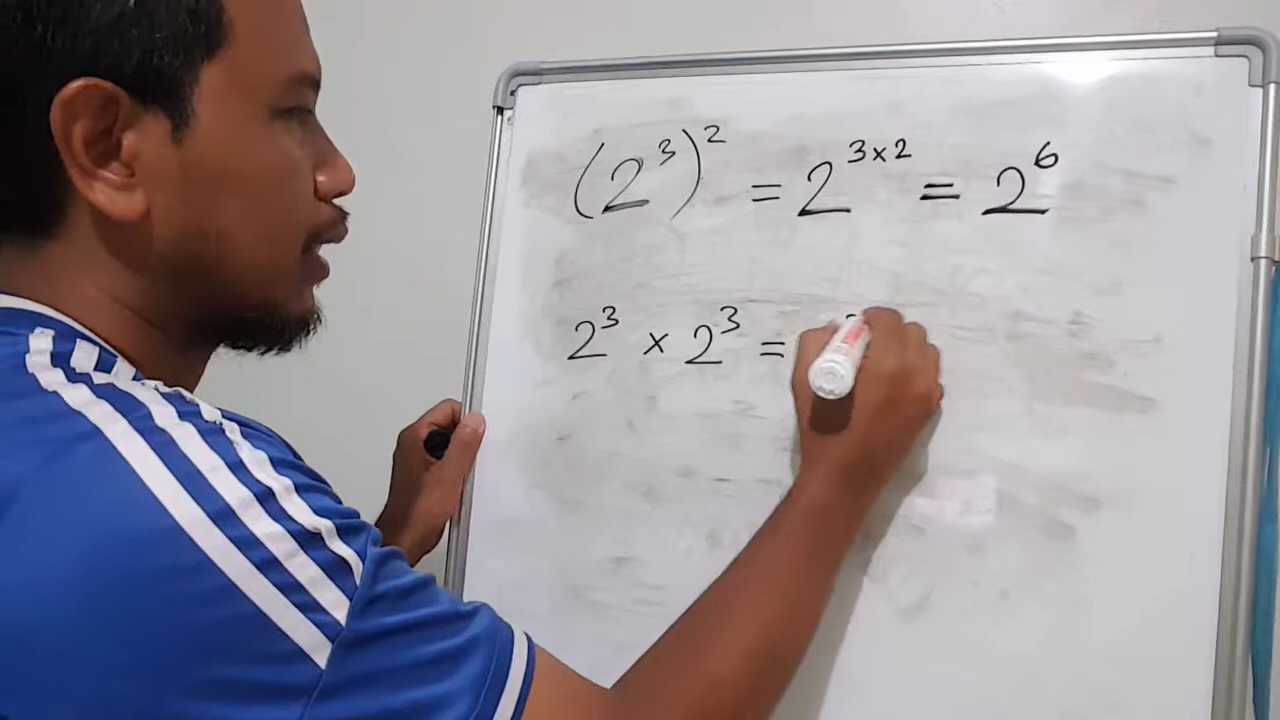 (2³)² = 2³ˣ² = 2⁶
2³ × 2³ =